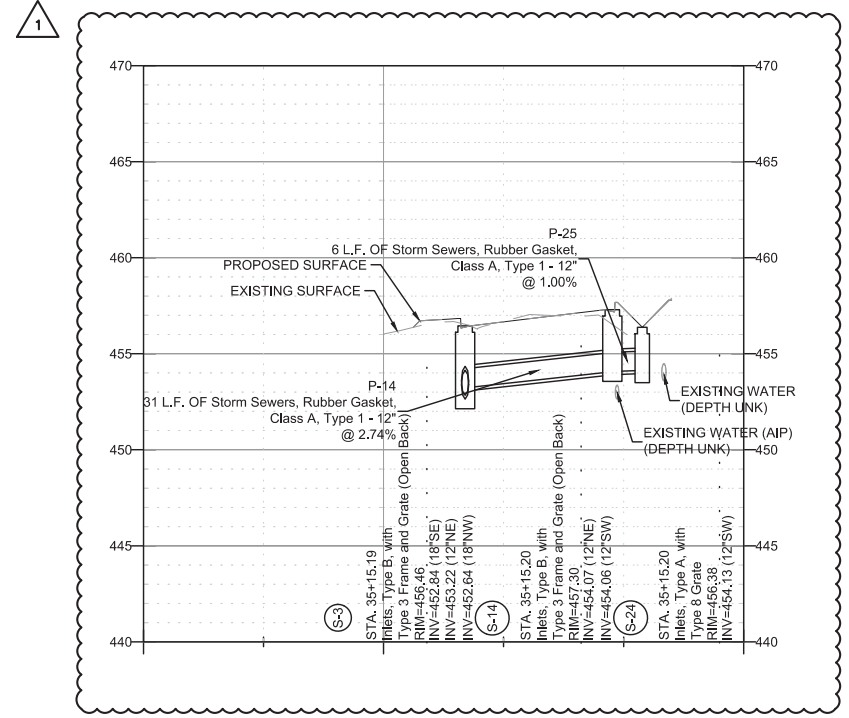 1
470
470
465
465
460
460
455
455
450
450
445
445
440
440
P-25
6 L.F. OF Storm Sewers, Rubber Gasket,
Class A, Type 1 - 12"
@ 1.00%
PROPOSED SURFACE
EXISTING SURFACE
P-14
31 L.F. OF Storm Sewers, Rubber Gasket,
Class A, Type 1 - 12"
@ 2.74%
EXISTING WATER
(DEPTH UNK)
EXISTING WATER (AIP)
(DEPTH UNK)
S-3
STA. 35+15.19
Inlets, Type B, with
Type 3 Frame and Grate (Open Back)
RIM=456.46
INV=452.84 (18"SE)
INV=453.22 (12"NE)
INV=452.64 (18"NW)
S-14
STA. 35+15.20
Inlets, Type B, with
Type 3 Frame and Grate (Open Back)
RIM=457.30
INV=454.07 (12"NE)
INV=454.06 (12"SW)
S-24
STA. 35+15.20
Inlets, Type A, with
Type 8 Grate
RIM=456.38
INV=454.13 (12"SW)